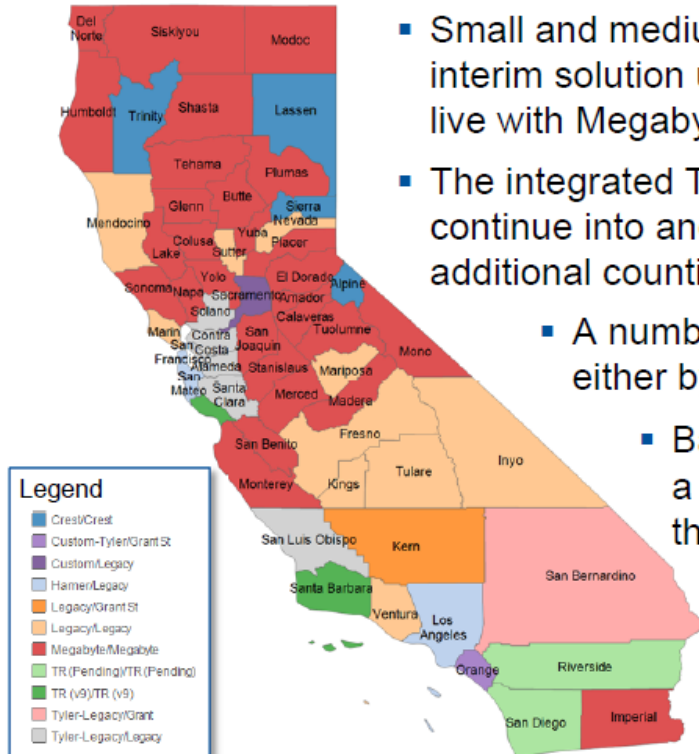 Del
Norte
Siskiyou
Modoc
Humboldt
Trinity
Shasta
Lassen
Tehama
Plumas
Mendocino
Glenn
Butte
Sierra
Nevada
Colusa
Yuba
Placer
Lake
Sutter
Sonoma
Napa
Yolo
Sacramento
El Dorado
Alpine
Amador
Solano
Calaveras
Marin
Contra
Costa
San
Joaquin
Tuolumne
Mono
San
Francisco
Alameda
Stanislaus
Mariposa
San
Mateo
Santa
Clara
Merced
Madera
San Benito
Fresno
Inyo
Monterey
Kings
Tulare
San Luis Obispo
Kern
San Bernardino
Santa Barbara
Ventura
Los
Angeles
Orange
Riverside
San Diego
Imperial
▪ Small and mediu
interim solution u
live with Megaby
▪ The integrated T
continue into an
additional counti
▪ A numb
either b
▪ Ba
a
th
Legend
Crest/Crest
Custom-Tyler/Grant St
Custom/Legacy
Hamer/Legacy
Legacy/Grant St
Legacy/Legacy
Megabyte/Megabyte
TR (Pending)/TR (Pending)
TR (v9)/TR (v9)
Tyler-Legacy/Grant
Tyler-Legacy/Legacy